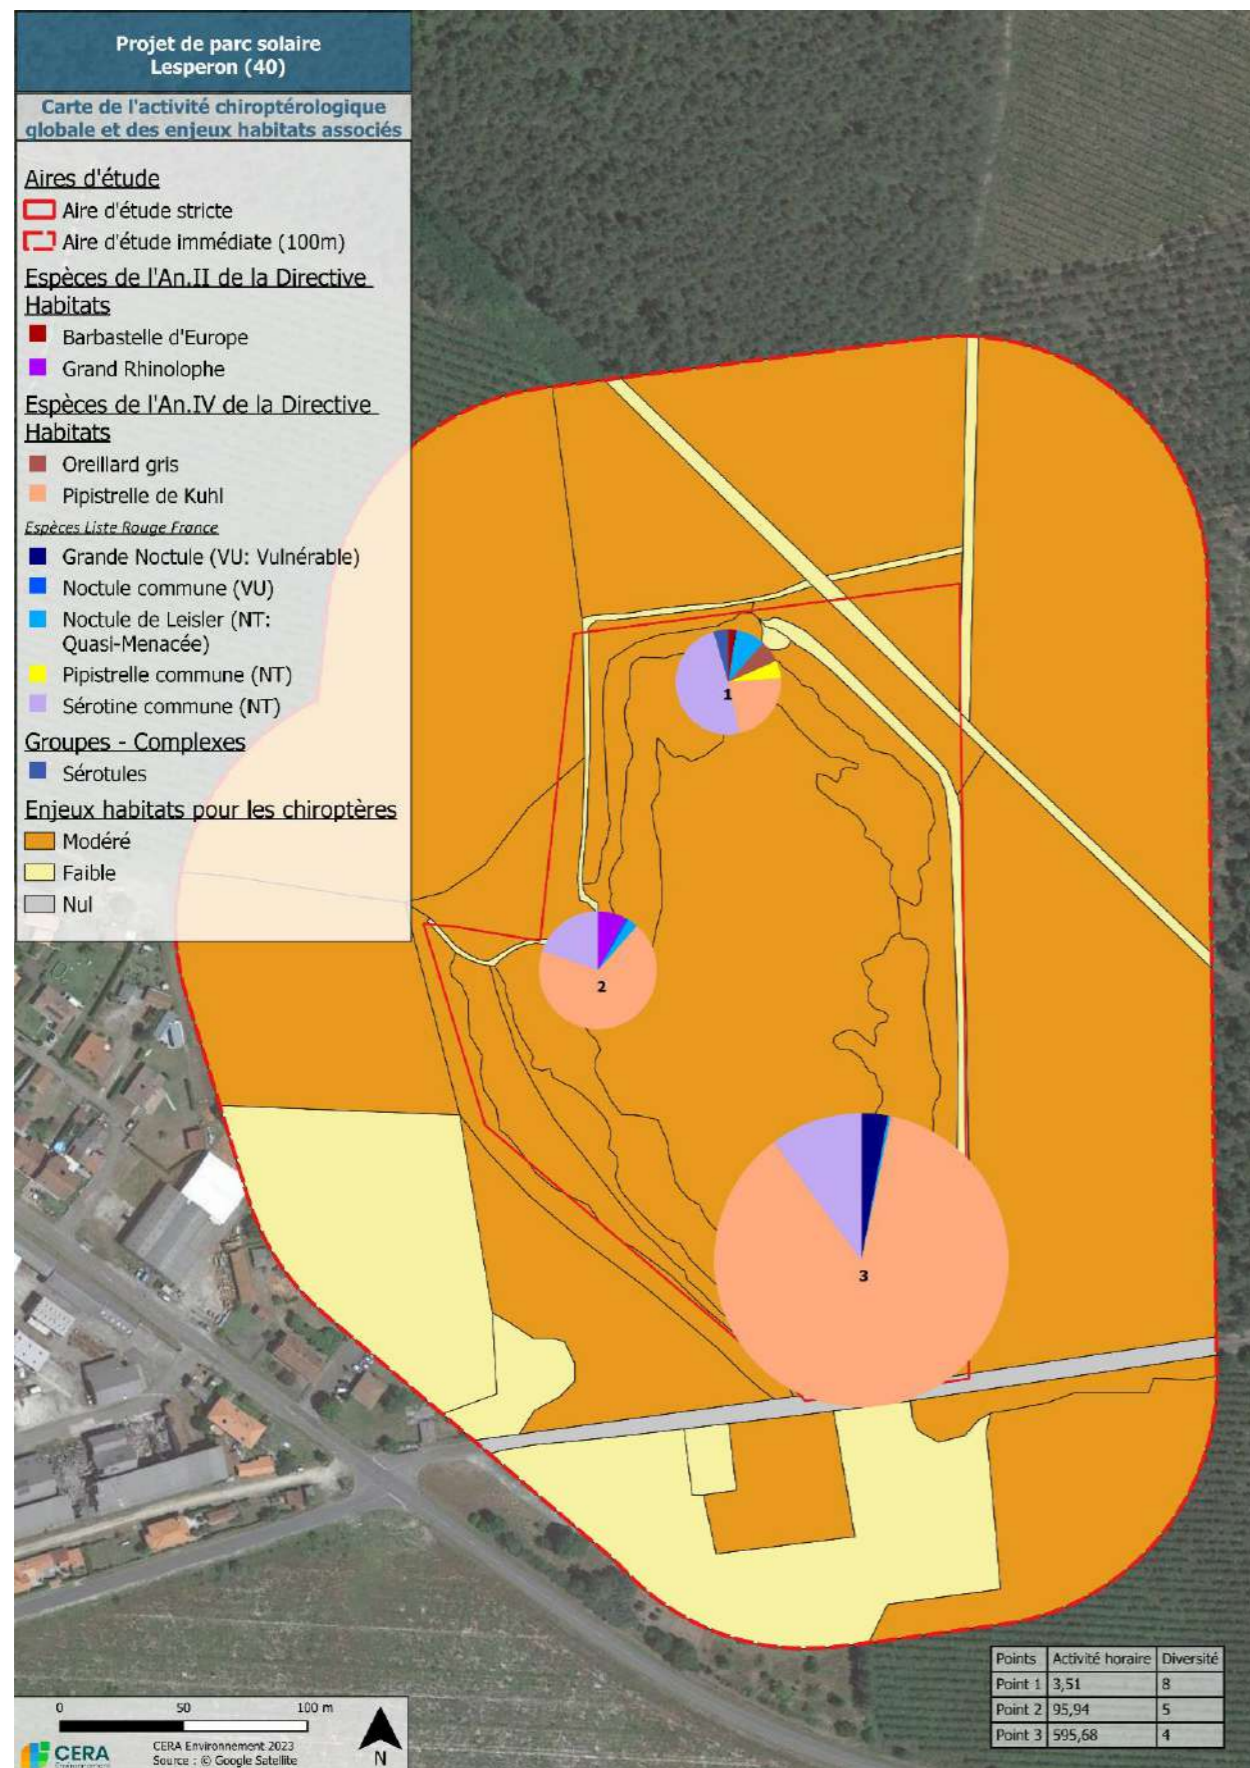 Projet de parc solaire
Lesperon (40)
Carte de l'activité chiroptérologique
globale et des enjeux habitats associés
Aires d'étude
Aire d'étude stricte
Aire d'étude immédiate (100m)
Espèces de l'An.II de la Directive
Habitats
Barbastelle d'Europe
Grand Rhinolophe
Espèces de l'An.IV de la Directive
Habitats
Oreillard gris
Pipistrelle de Kuhl
Espèces Liste Rouge France
Grande Noctule (VU: Vulnérable)
Noctule commune (VU)
Noctule de Leisler (NT:
Quasi-Menacée)
Pipistrelle commune (NT)
Sérotine commune (NT)
Groupes - Complexes
Sérotules
Enjeux habitats pour les chiroptères
Modéré
Faible
Nul
1
2
3
Points Activité horaire Diversité
Point 1 3,51 8
Point 2 95,94 5
Point 3 595,68 4
0 50 100 m
CERA
Environnement
CERA Environnement 2023
Source : © Google Satellite
N